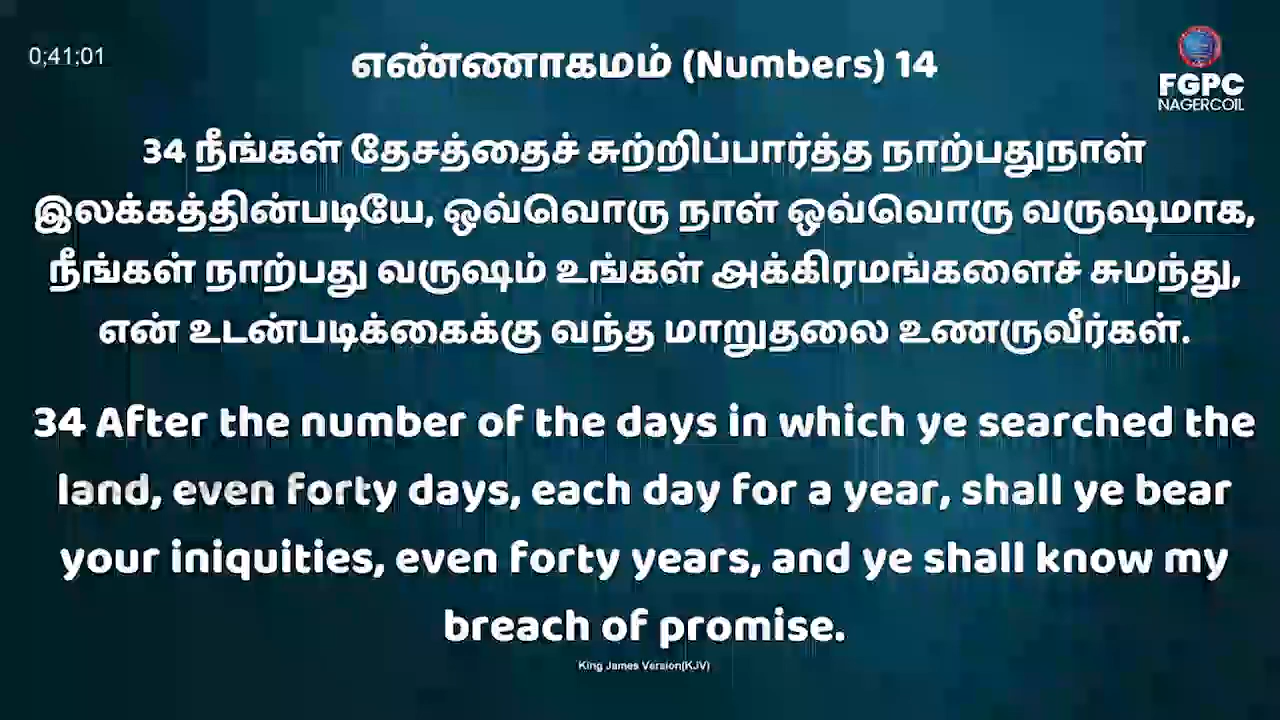 0;41;01
எண்ணாகமம் (Numbers) 14
FGPC
NAGERCOIL
34 நீங்கள் தேசத்தைச் சுற்றிப்பார்த்த நாற்பதுநாள்
இலக்கத்தின்படியே, ஒவ்வொரு நாள் ஒவ்வொரு வருஷமாக,
நீங்கள் நாற்பது வருஷம் உங்கள் அக்கிரமங்களைச் சுமந்து,
என் உடன்படிக்கைக்கு வந்த மாறுதலை உணருவீர்கள்.
34 After the number of the days in which ye searched the
land, even forty days, each day for a year, shall ye bear
your iniquities, even forty years, and ye shall know my
breach of promise.
King James Version(KJV)